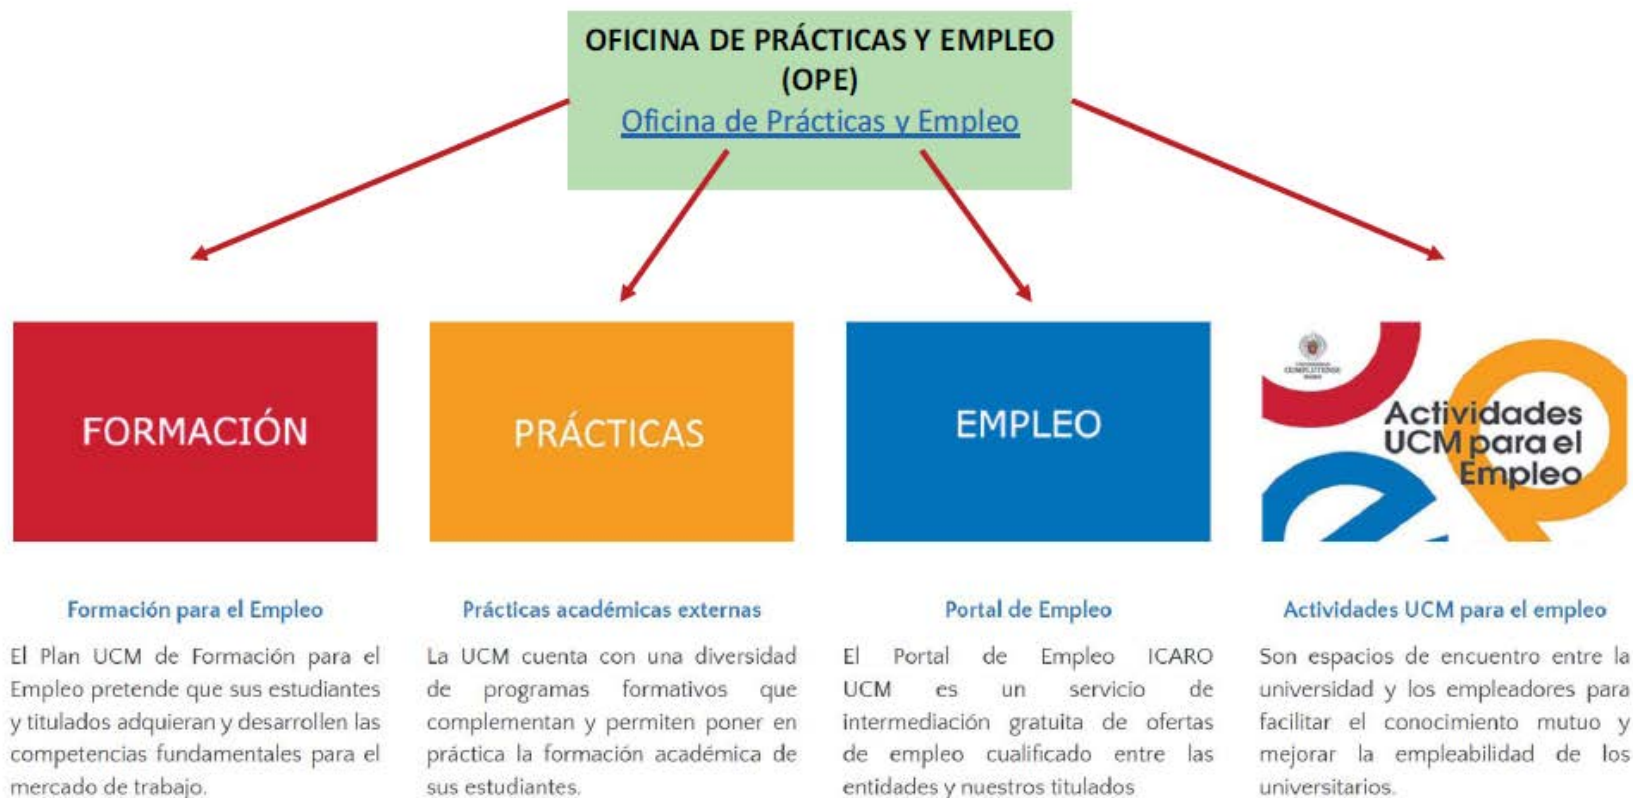 OFICINA DE PRÁCTICAS Y EMPLEO
(OPE)
Oficina de Prácticas y Empleo
FORMACIÓN
PRÁCTICAS
EMPLEO
UNIVERSIDAD
COMPLUTENSE
MADRID
Actividades
UCM para el
Empleo
Formación para el Empleo
El Plan UCM de Formación para el
Empleo pretende que sus estudiantes
y titulados adquieran y desarrollen las
competencias fundamentales para el
mercado de trabajo.
Prácticas académicas externas
La UCM cuenta con una diversidad
de programas formativos que
complementan y permiten poner en
práctica la formación académica de
sus estudiantes.
Portal de Empleo
El Portal de Empleo ICARO
UCM es un servicio de
intermediación gratuita de ofertas
de empleo cualificado entre las
entidades y nuestros titulados
Actividades UCM para el empleo
Son espacios de encuentro entre la
universidad y los empleadores para
facilitar el conocimiento mutuo y
mejorar la empleabilidad de los
universitarios.